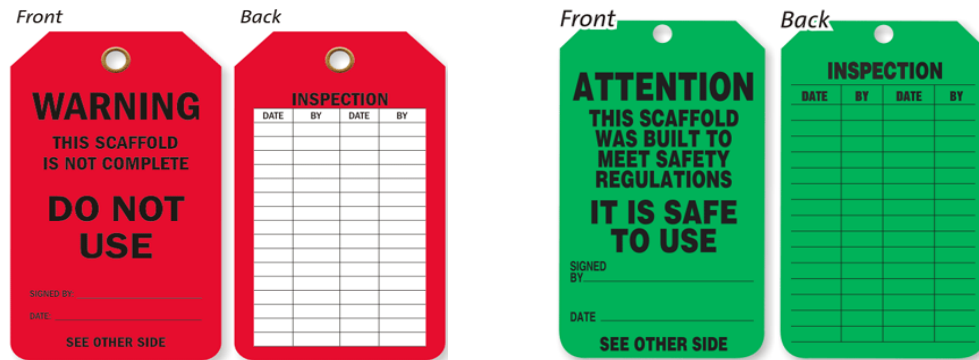 Front
WARNING
THIS SCAFFOLD
IS NOT COMPLETE
DO NOT
USE
SIGNED BY:
DATE:
SEE OTHER SIDE
Back
INSPECTION
DATE BY DATE BY
Front
ATTENTION
THIS SCAFFOLD
WAS BUILT TO
MEET SAFETY
REGULATIONS
IT IS SAFE
TO USE
SIGNED
BY
DATE
SEE OTHER SIDE
Back
INSPECTION
DATE BY DATE BY